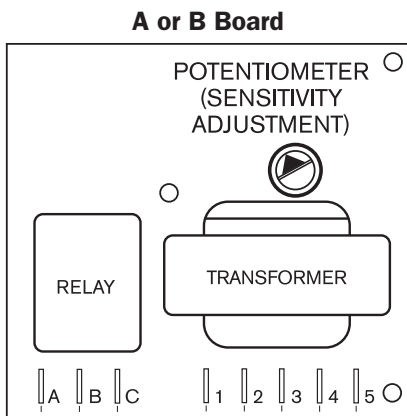 A or B Board
POTENTIOMETER
(SENSITIVITY
ADJUSTMENT)
RELAY
TRANSFORMER
A B C 1 2 3 4 5